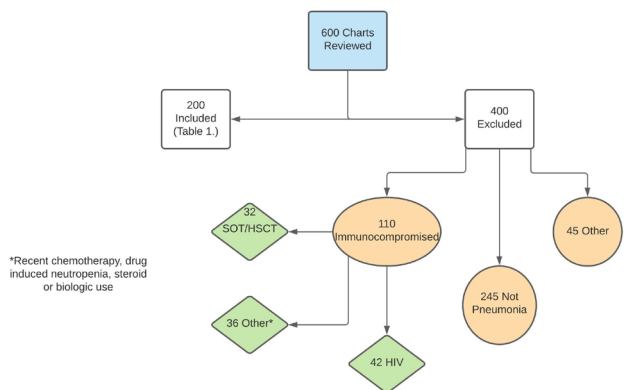 600 Charts
Reviewed
200
Included
(Table 1.)
400
Excluded
32
SOT/HSCT
110
Immunocompromised
45 Other
*Recent chemotherapy, drug
induced neutropenia, steroid
or biologic use
245 Not
Pneumonia
36 Other*
42 HIV